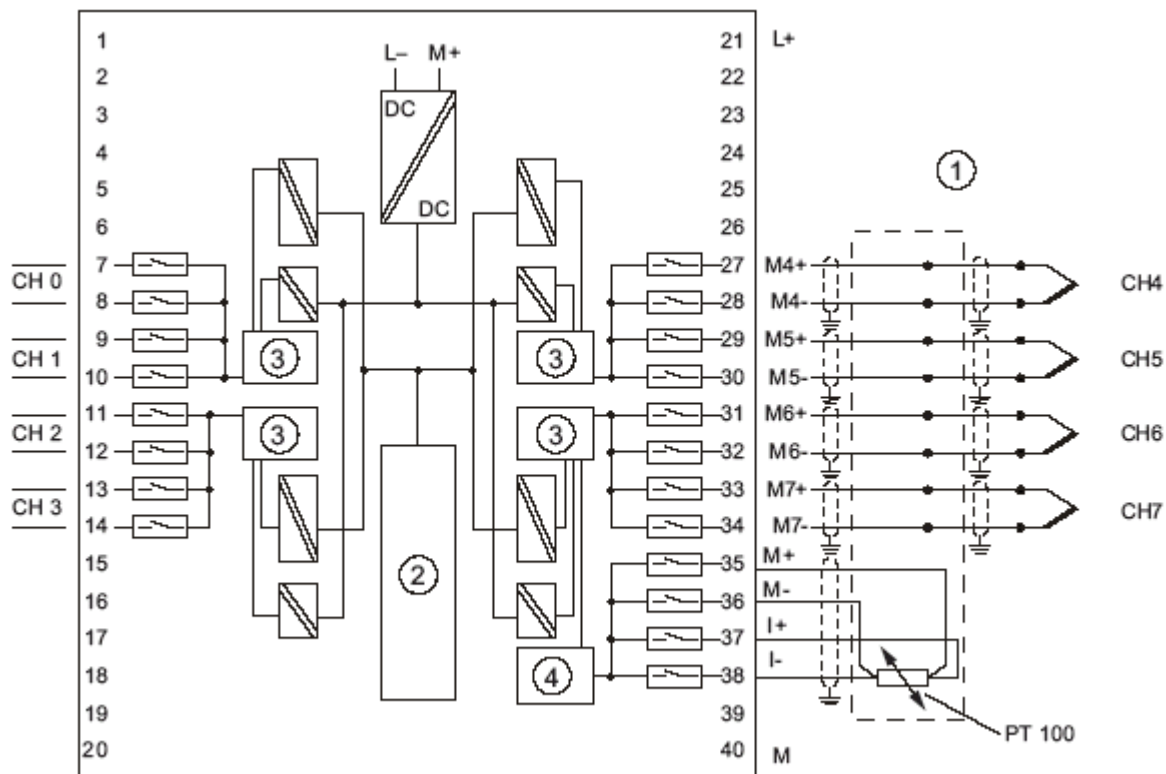 1
2
3
4
5
6
7
8
9
10
11
12
13
14
15
16
17
18
19
20
CH 0
CH 1
CH 2
CH 3
L– M+
DC
DC
3
3
3
3
2
4
21 L+
22
23
24
25
26
27 M4+
28 M4-
29 M5+
30 M5-
31 M6+
32 M6-
33 M7+
34 M7-
35 M+
36 M-
37 I+
38 I-
39
40 M
1
CH4
CH5
CH6
CH7
PT 100